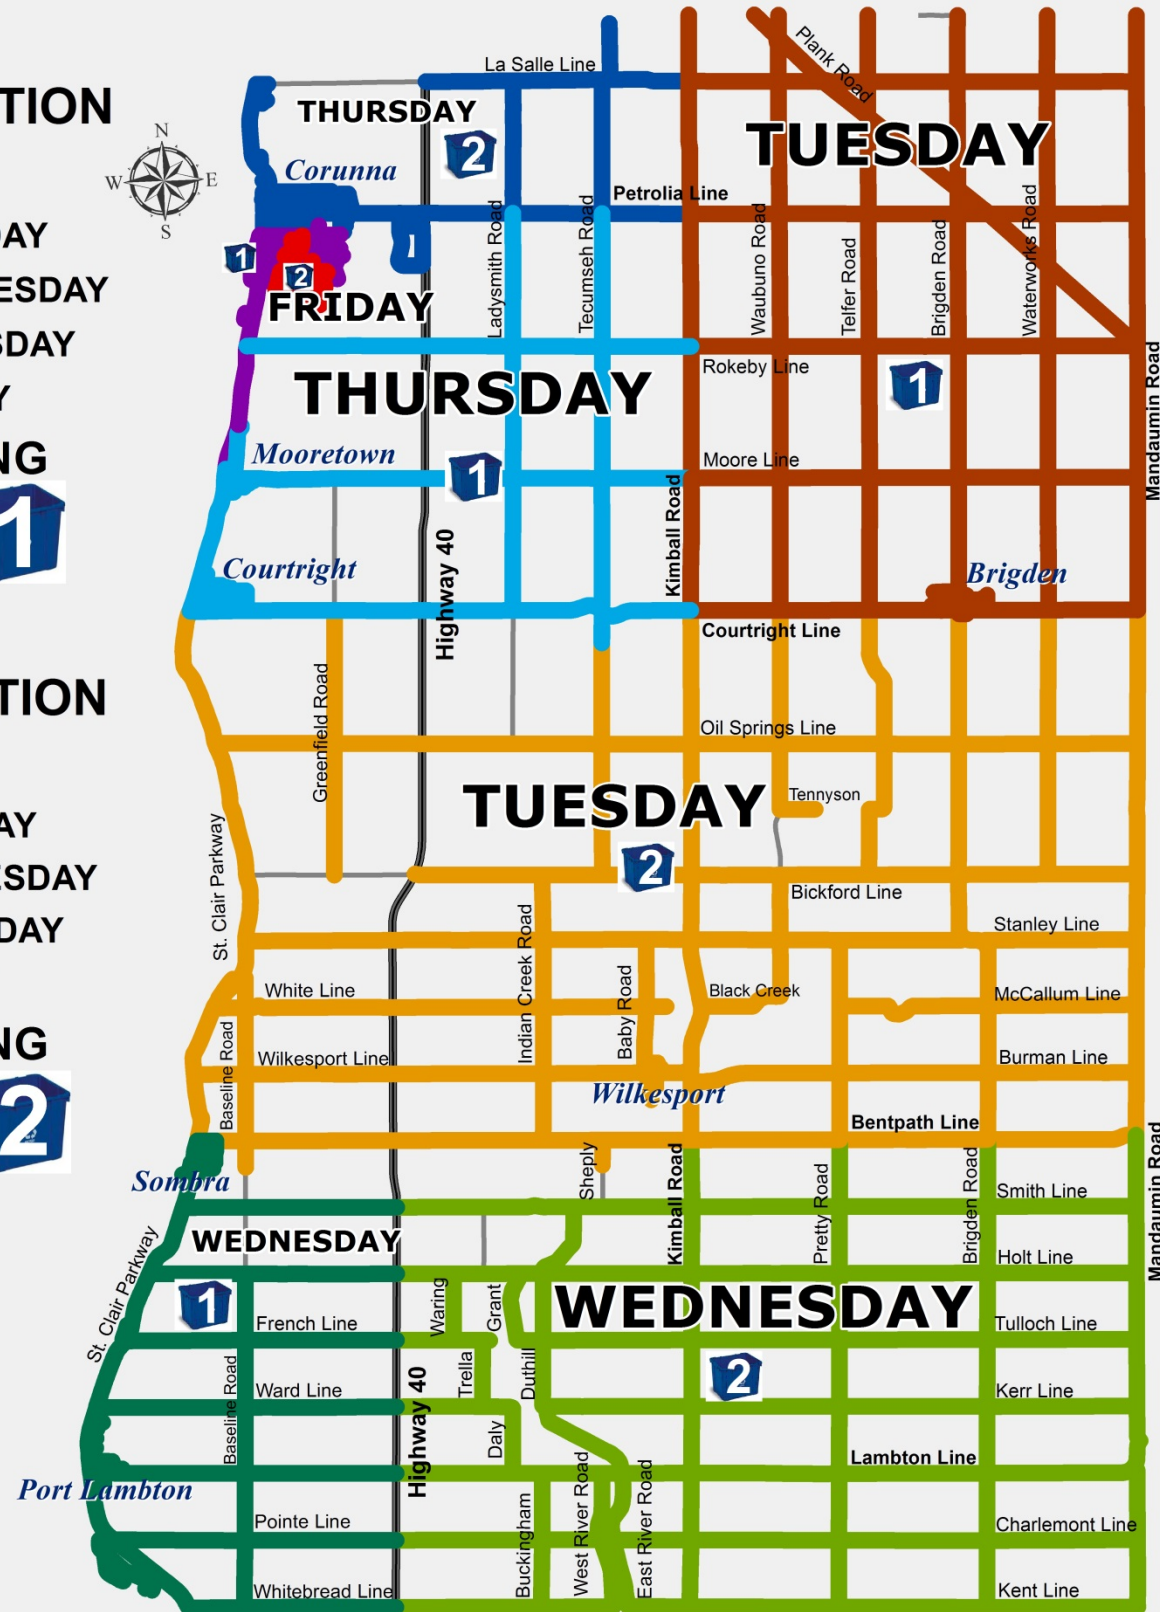 La Salle Line
Plank Road
TION
THURSDAY
2
TUESDAY
N
W
E
S
Corunna
Petrolia Line
DAY
ESDAY
SDAY
Y
1
2
FRIDAY
Ladysmith Road
Tecumseh Road
Waubuno Road
Telfer Road
Brigden Road
Waterworks Road
Mandaumin Road
Rokeby Line
1
THURSDAY
NG
1
Mooretown
1
Moore Line
Kimball Road
Highway 40
Courtright
Brigden
Courtright Line
TION
Greenfield Road
Oil Springs Line
TUESDAY
Tennyson
AY
ESDAY
DAY
2
Bickford Line
St. Clair Parkway
Indian Creek Road
Stanley Line
Baby Road
White Line
Black Creek
McCallum Line
NG
2
Baseline Road
Wilkesport Line
Burman Line
Wilkesport
Bentpath Line
Sombra
Sheply
Kimball Road
Pretty Road
Brigden Road
Mandaumin Road
Smith Line
WEDNESDAY
Holt Line
St. Clair Parkway
1
Waring
Grant
WEDNESDAY
French Line
Tulloch Line
Baseline Road
Ward Line
Trella
Duthill
2
Kerr Line
Highway 40
Daly
Lambton Line
Port Lambton
Pointe Line
Buckingham
West River Road
East River Road
Charlemont Line
Whitebread Line
Kent Line